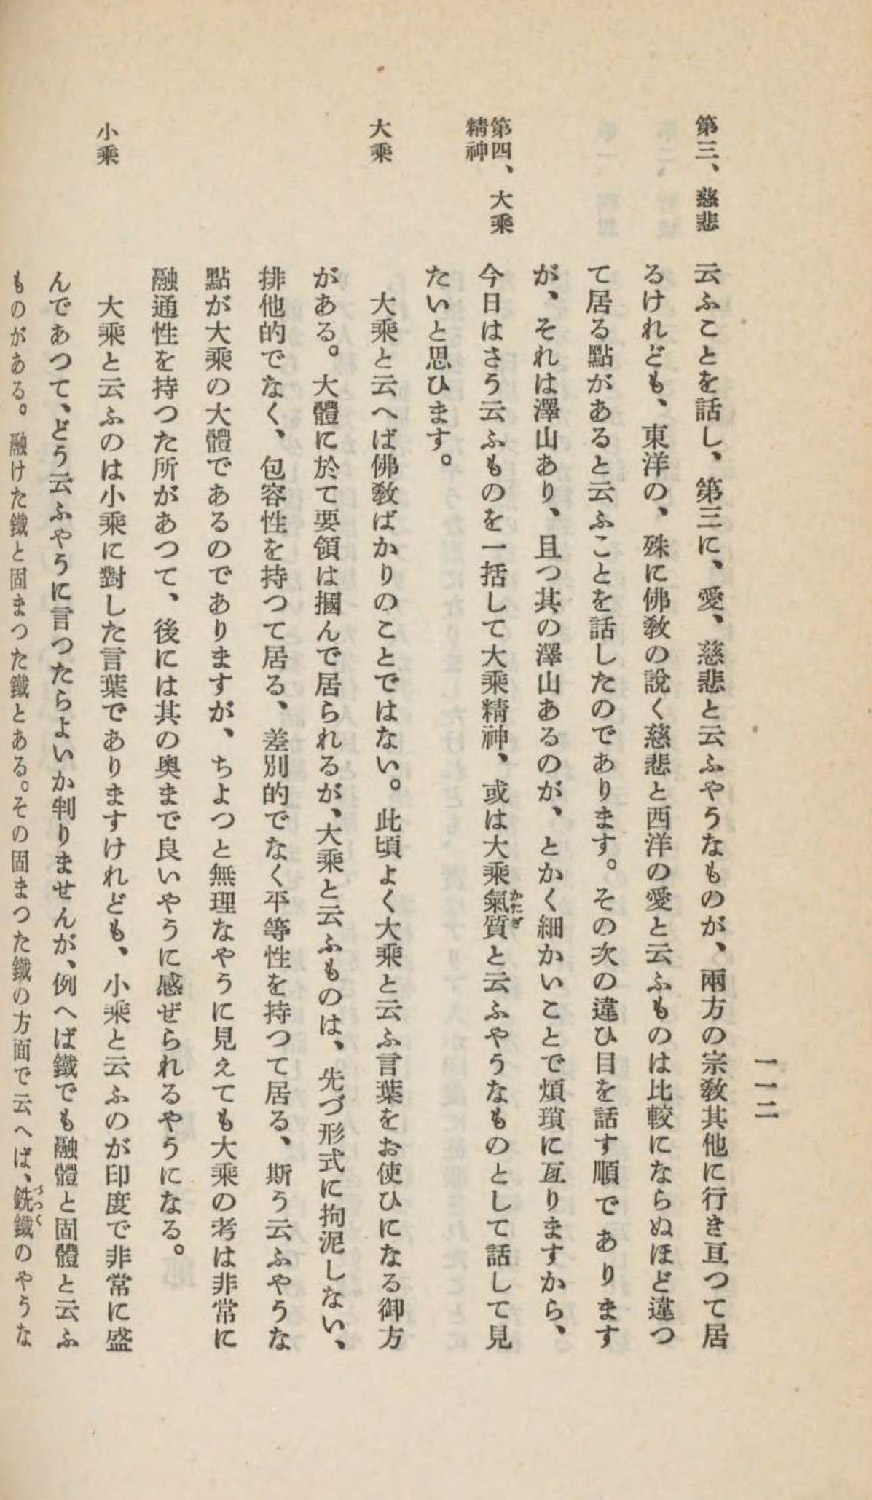 一一二
第三、慈悲
云ふことを話し、第三に、愛、慈悲と云ふやうなものが、兩方の宗教其他に行き亙つて居
るけれども、東洋の、殊に佛教の說く慈悲と西洋の愛と云ふものは比較にならぬほど違つ
て居る點があると云ふことを話したのであります。その次の違ひ目を話す順であります
が、それは澤山あり、且つ其の澤山あるのが、とかく細かいことで煩瑣に亙りますから、
第四、大乘
精神
今日はさう云ふものを一括して大乘精神、或は大乘氣質と云ふやうなものとして話して見
かたぎ
たいと思ひます。
大乘
大乘と云へば佛教ばかりのことではない。此頃よく大乘と云ふ言葉をお使ひになる御方
がある。大體に於て要領は摑んで居られるが、大乘と云ふものは、先づ形式に拘泥しない、
排他的でなく、包容性を持つて居る、差別的でなく平等性を持つて居る、斯う云ふやうな
點が大乘の大體であるのでありますが、ちよつと無理なやうに見えても大乘の考は非常に
融通性を持つた所があつて、後には其の奧まで良いやうに感ぜられるやうになる。
小乘
大乘と云ふのは小乘に對した言葉でありますけれども、小乘と云ふのが印度で非常に盛
んであつて、どう云ふやうに言つたらよいか判りませんが、例へば鐵でも融體と固體と云ふ
ものがある。融けた鐵と固まつた鐵とある。その固まつた鐵の方面で云へば、銑鐵のやうな
づつく